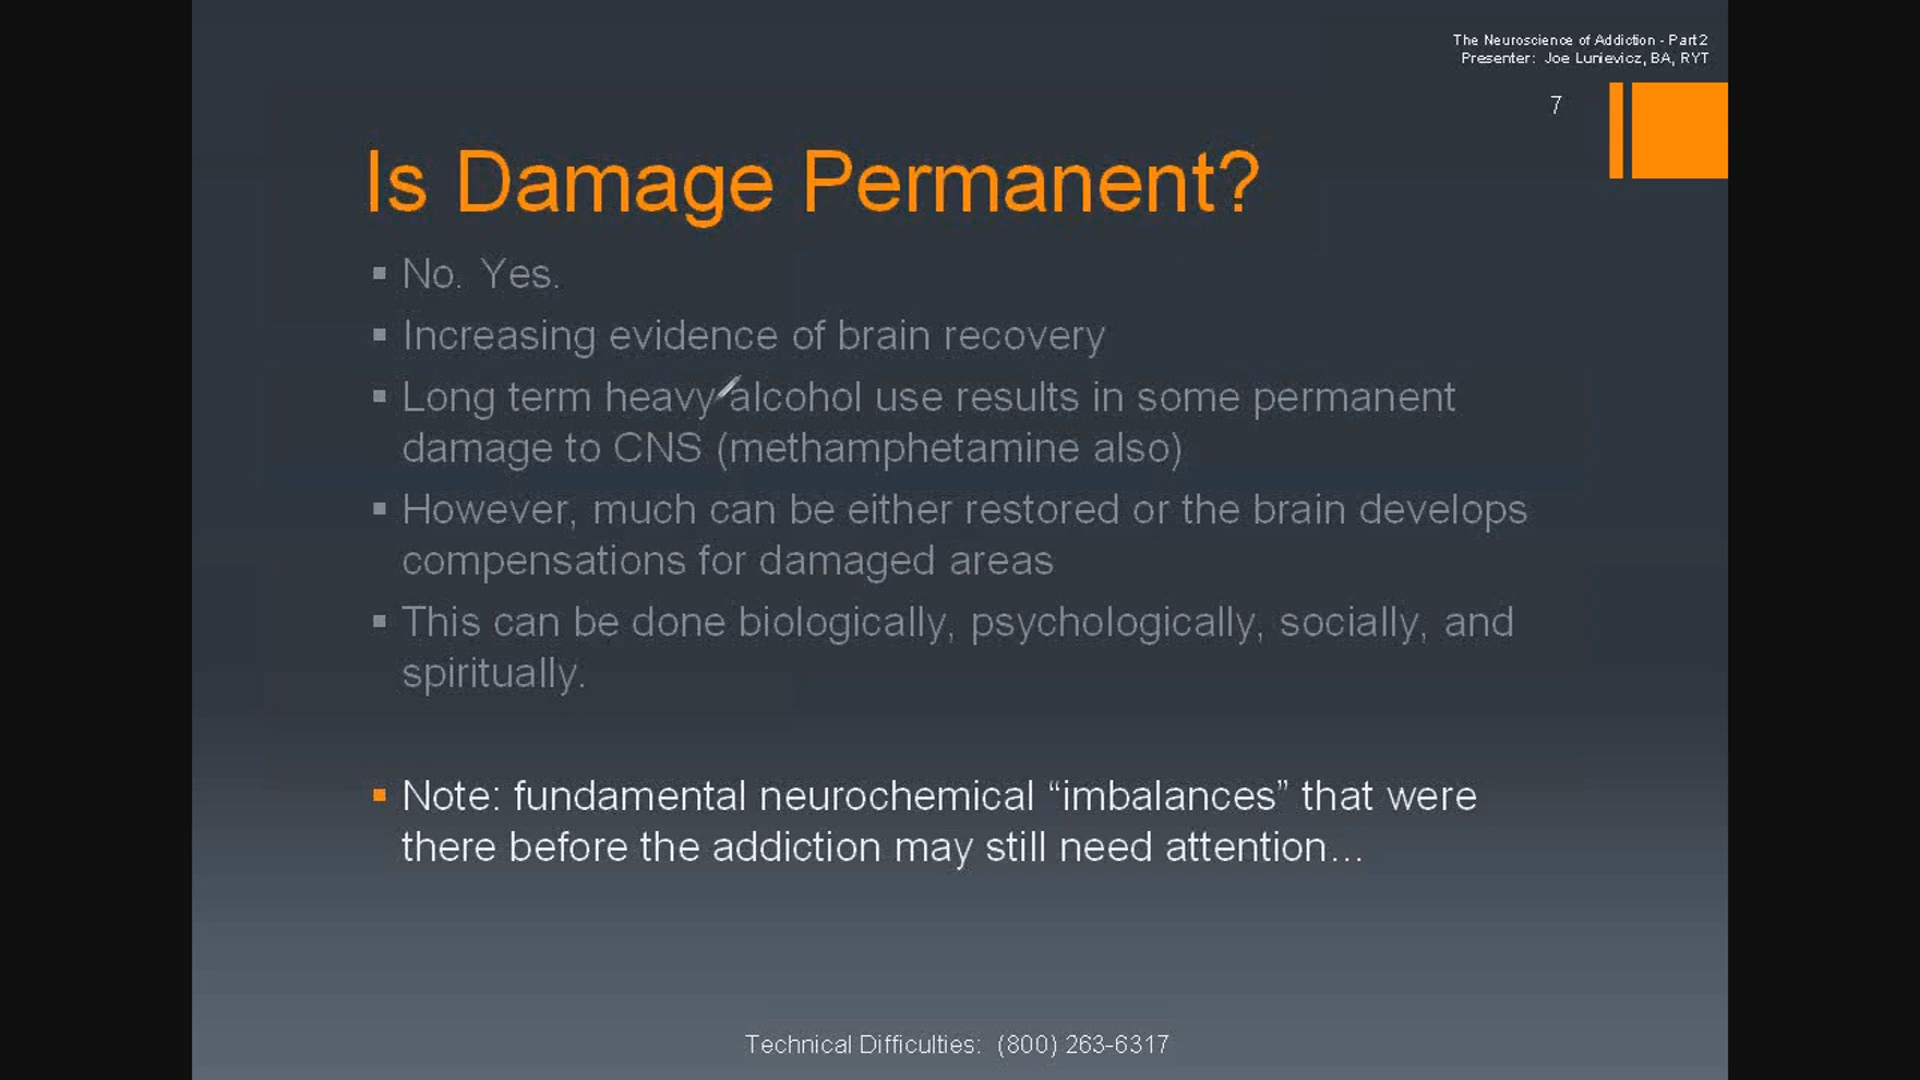 The Neuroscience of Addiction - Part 2
Presenter: Joe Lunievicz, BA, RYT
7
Is Damage Permanent?
No. Yes.
Increasing evidence of brain recovery
Long term heavy alcohol use results in some permanent
damage to CNS (methamphetamine also)
However, much can be either restored or the brain develops
compensations for damaged areas
This can be done biologically, psychologically, socially, and
spiritually.
Note: fundamental neurochemical “imbalances” that were
there before the addiction may still need attention…
Technical Difficulties: (800) 263-6317